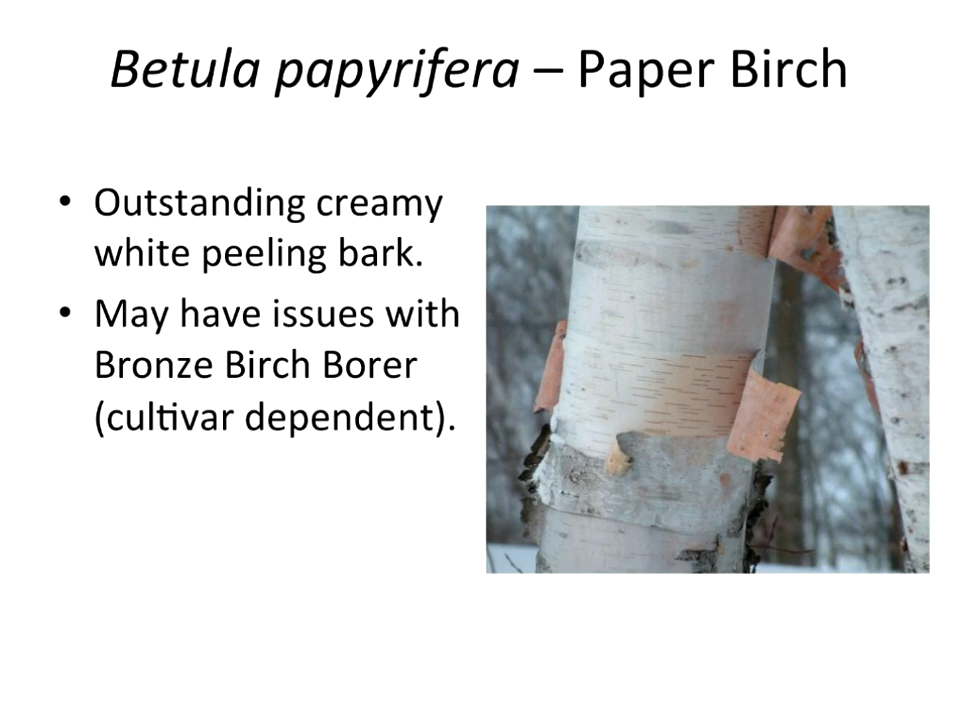 Betula papyrifera – Paper Birch
• Outstanding creamy
white peeling bark.
• May have issues with
Bronze Birch Borer
(cultivar dependent).